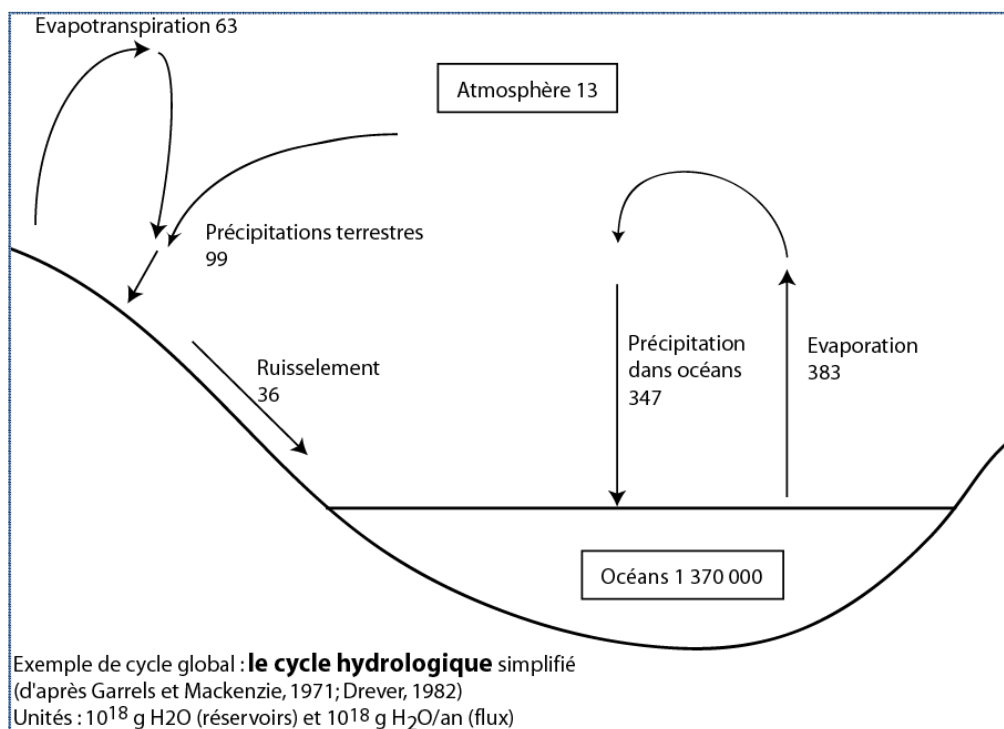 Evapotranspiration 63
Atmosphère 13
Précipitations terrestres
99
Ruisselement
36
Précipitation
dans océans
347
Evaporation
383
Océans 1 370 000
Exemple de cycle global : le cycle hydrologique simplifié
(d'après Garrels et Mackenzie, 1971; Drever, 1982)
Unités : 10¹⁸ g H2O (réservoirs) et 10¹⁸ g H₂O/an (flux)